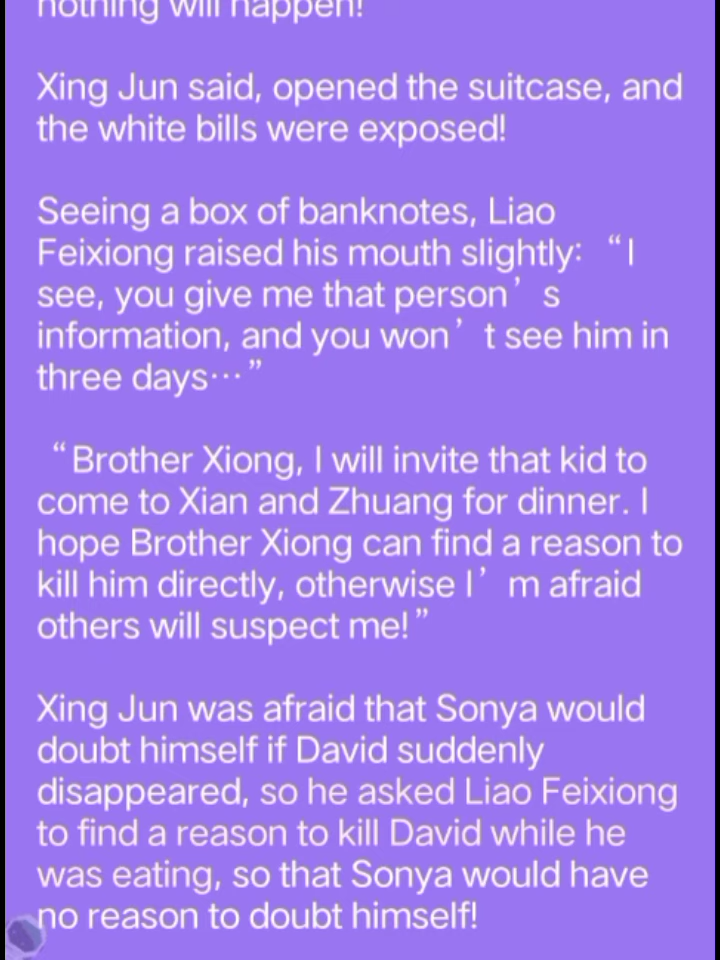 nothing will happen!
Xing Jun said, opened the suitcase, and
the white bills were exposed!
Seeing a box of banknotes, Liao
Feixiong raised his mouth slightly: “I
see, you give me that person’s
information, and you won’t see him in
three days···”
“Brother Xiong, I will invite that kid to
come to Xian and Zhuang for dinner. I
hope Brother Xiong can find a reason to
kill him directly, otherwise I’m afraid
others will suspect me!”
Xing Jun was afraid that Sonya would
doubt himself if David suddenly
disappeared, so he asked Liao Feixiong
to find a reason to kill David while he
was eating, so that Sonya would have
no reason to doubt himself!